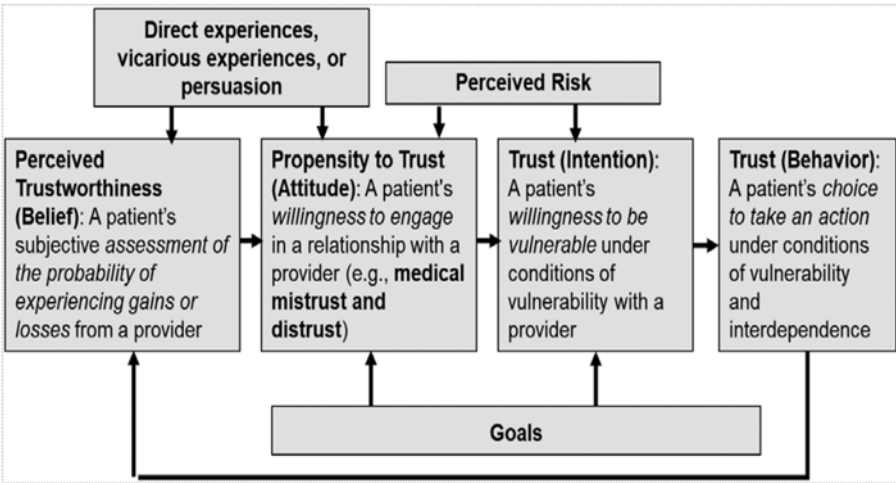 Direct experiences,
vicarious experiences, or
persuasion
Perceived Risk
Perceived
Trustworthiness
(Belief): A patient's
subjective assessment of
the probability of
experiencing gains or
losses from a provider
Propensity to Trust
(Attitude): A patient's
willingness to engage
in a relationship with a
provider (e.g., medical
mistrust and
distrust)
Trust (Intention):
A patient's
willingness to be
vulnerable under
conditions of
vulnerability with a
provider
Trust (Behavior):
A patient's choice
to take an action
under conditions
of vulnerability
and
interdependence
Goals